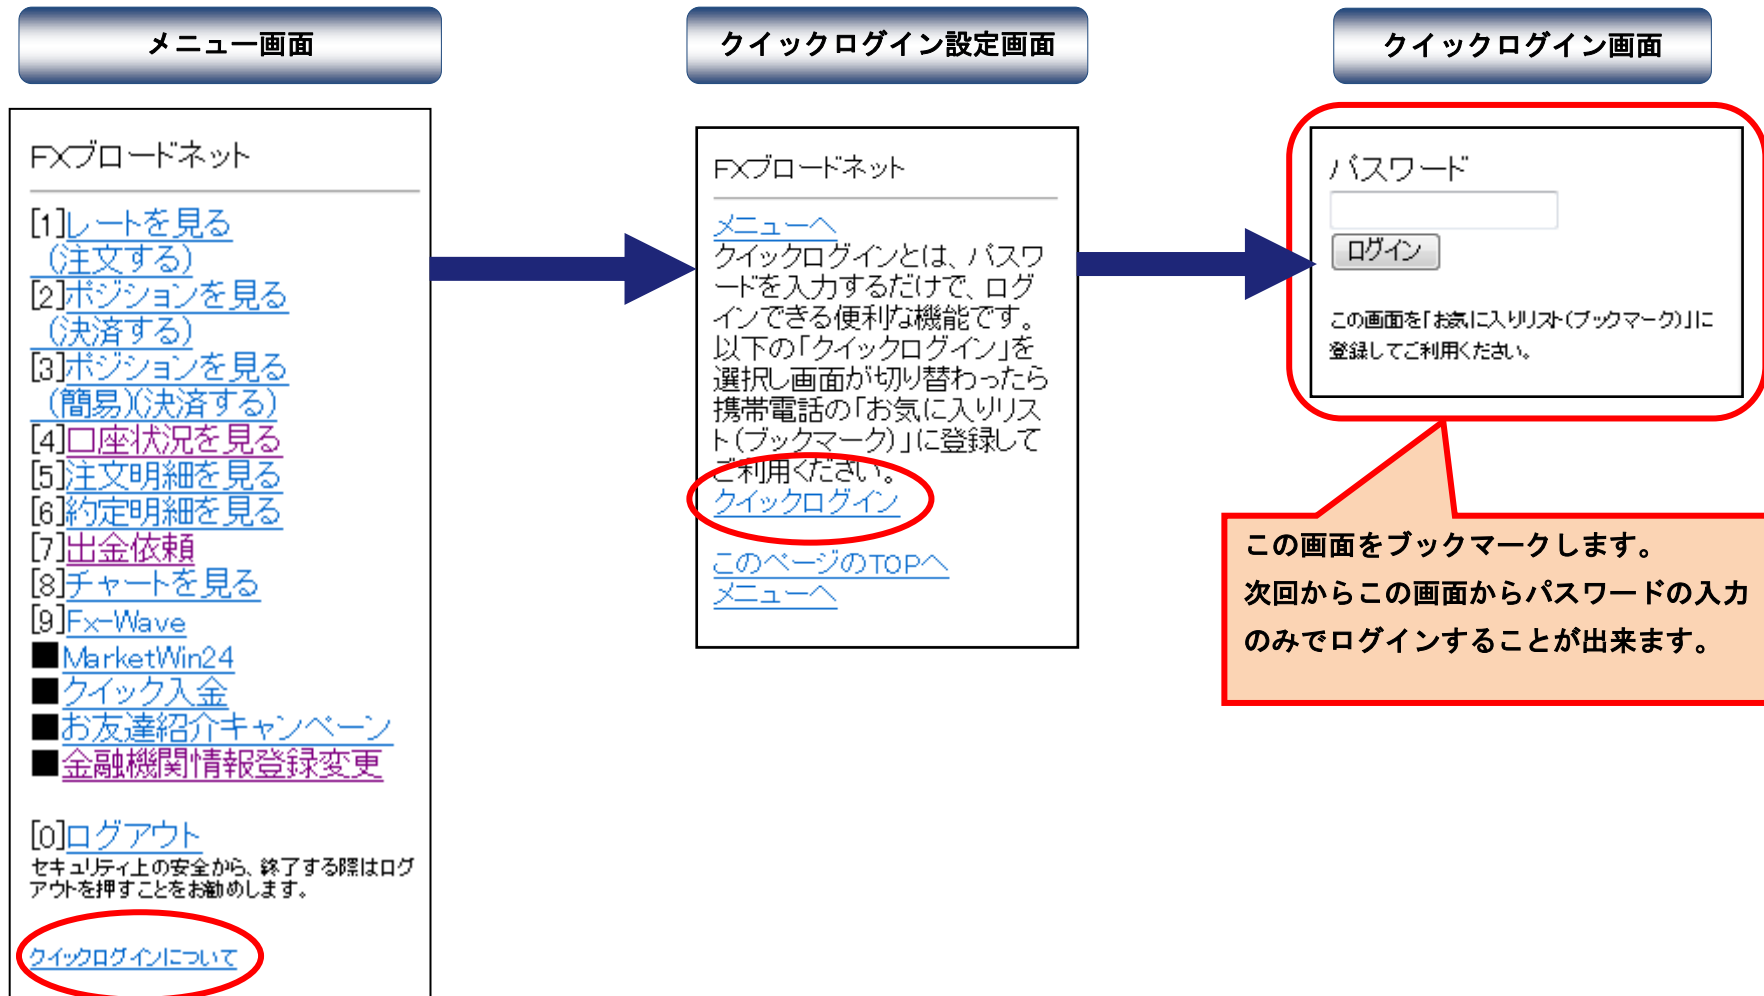 メニュー画面
FXブロードネット
[1]レートを見る
(注文する)
[2]ポジションを見る
(決済する)
[3]ポジションを見る
(簡易)(決済する)
[4]口座状況を見る
[5]注文明細を見る
[6]約定明細を見る
[7]出金依頼
[8]チャートを見る
[9]Fx-Wave
■MarketWin24
■クイック入金
■お友達紹介キャンペーン
■金融機関情報登録変更
[0]ログアウト
セキュリティ上の安全から、終了する際はログ
アウトを押すことをお勧めします。
クイックログインについて
クイックログイン設定画面
FXブロードネット
メニューへ
クイックログインとは、パスワ
ードを入力するだけで、ログ
インできる便利な機能です。
以下の「クイックログイン」を
選択し画面が切り替わったら
携帯電話の「お気に入りリス
ト(ブックマーク)」に登録して
ご利用ください。
クイックログイン
このページのTOPへ
メニューへ
クイックログイン画面
パスワード
ログイン
この画面を「お気に入りリスト(ブックマーク)」に
登録してご利用ください。
この画面をブックマークします。
次回からこの画面からパスワードの入力
のみでログインすることが出来ます。